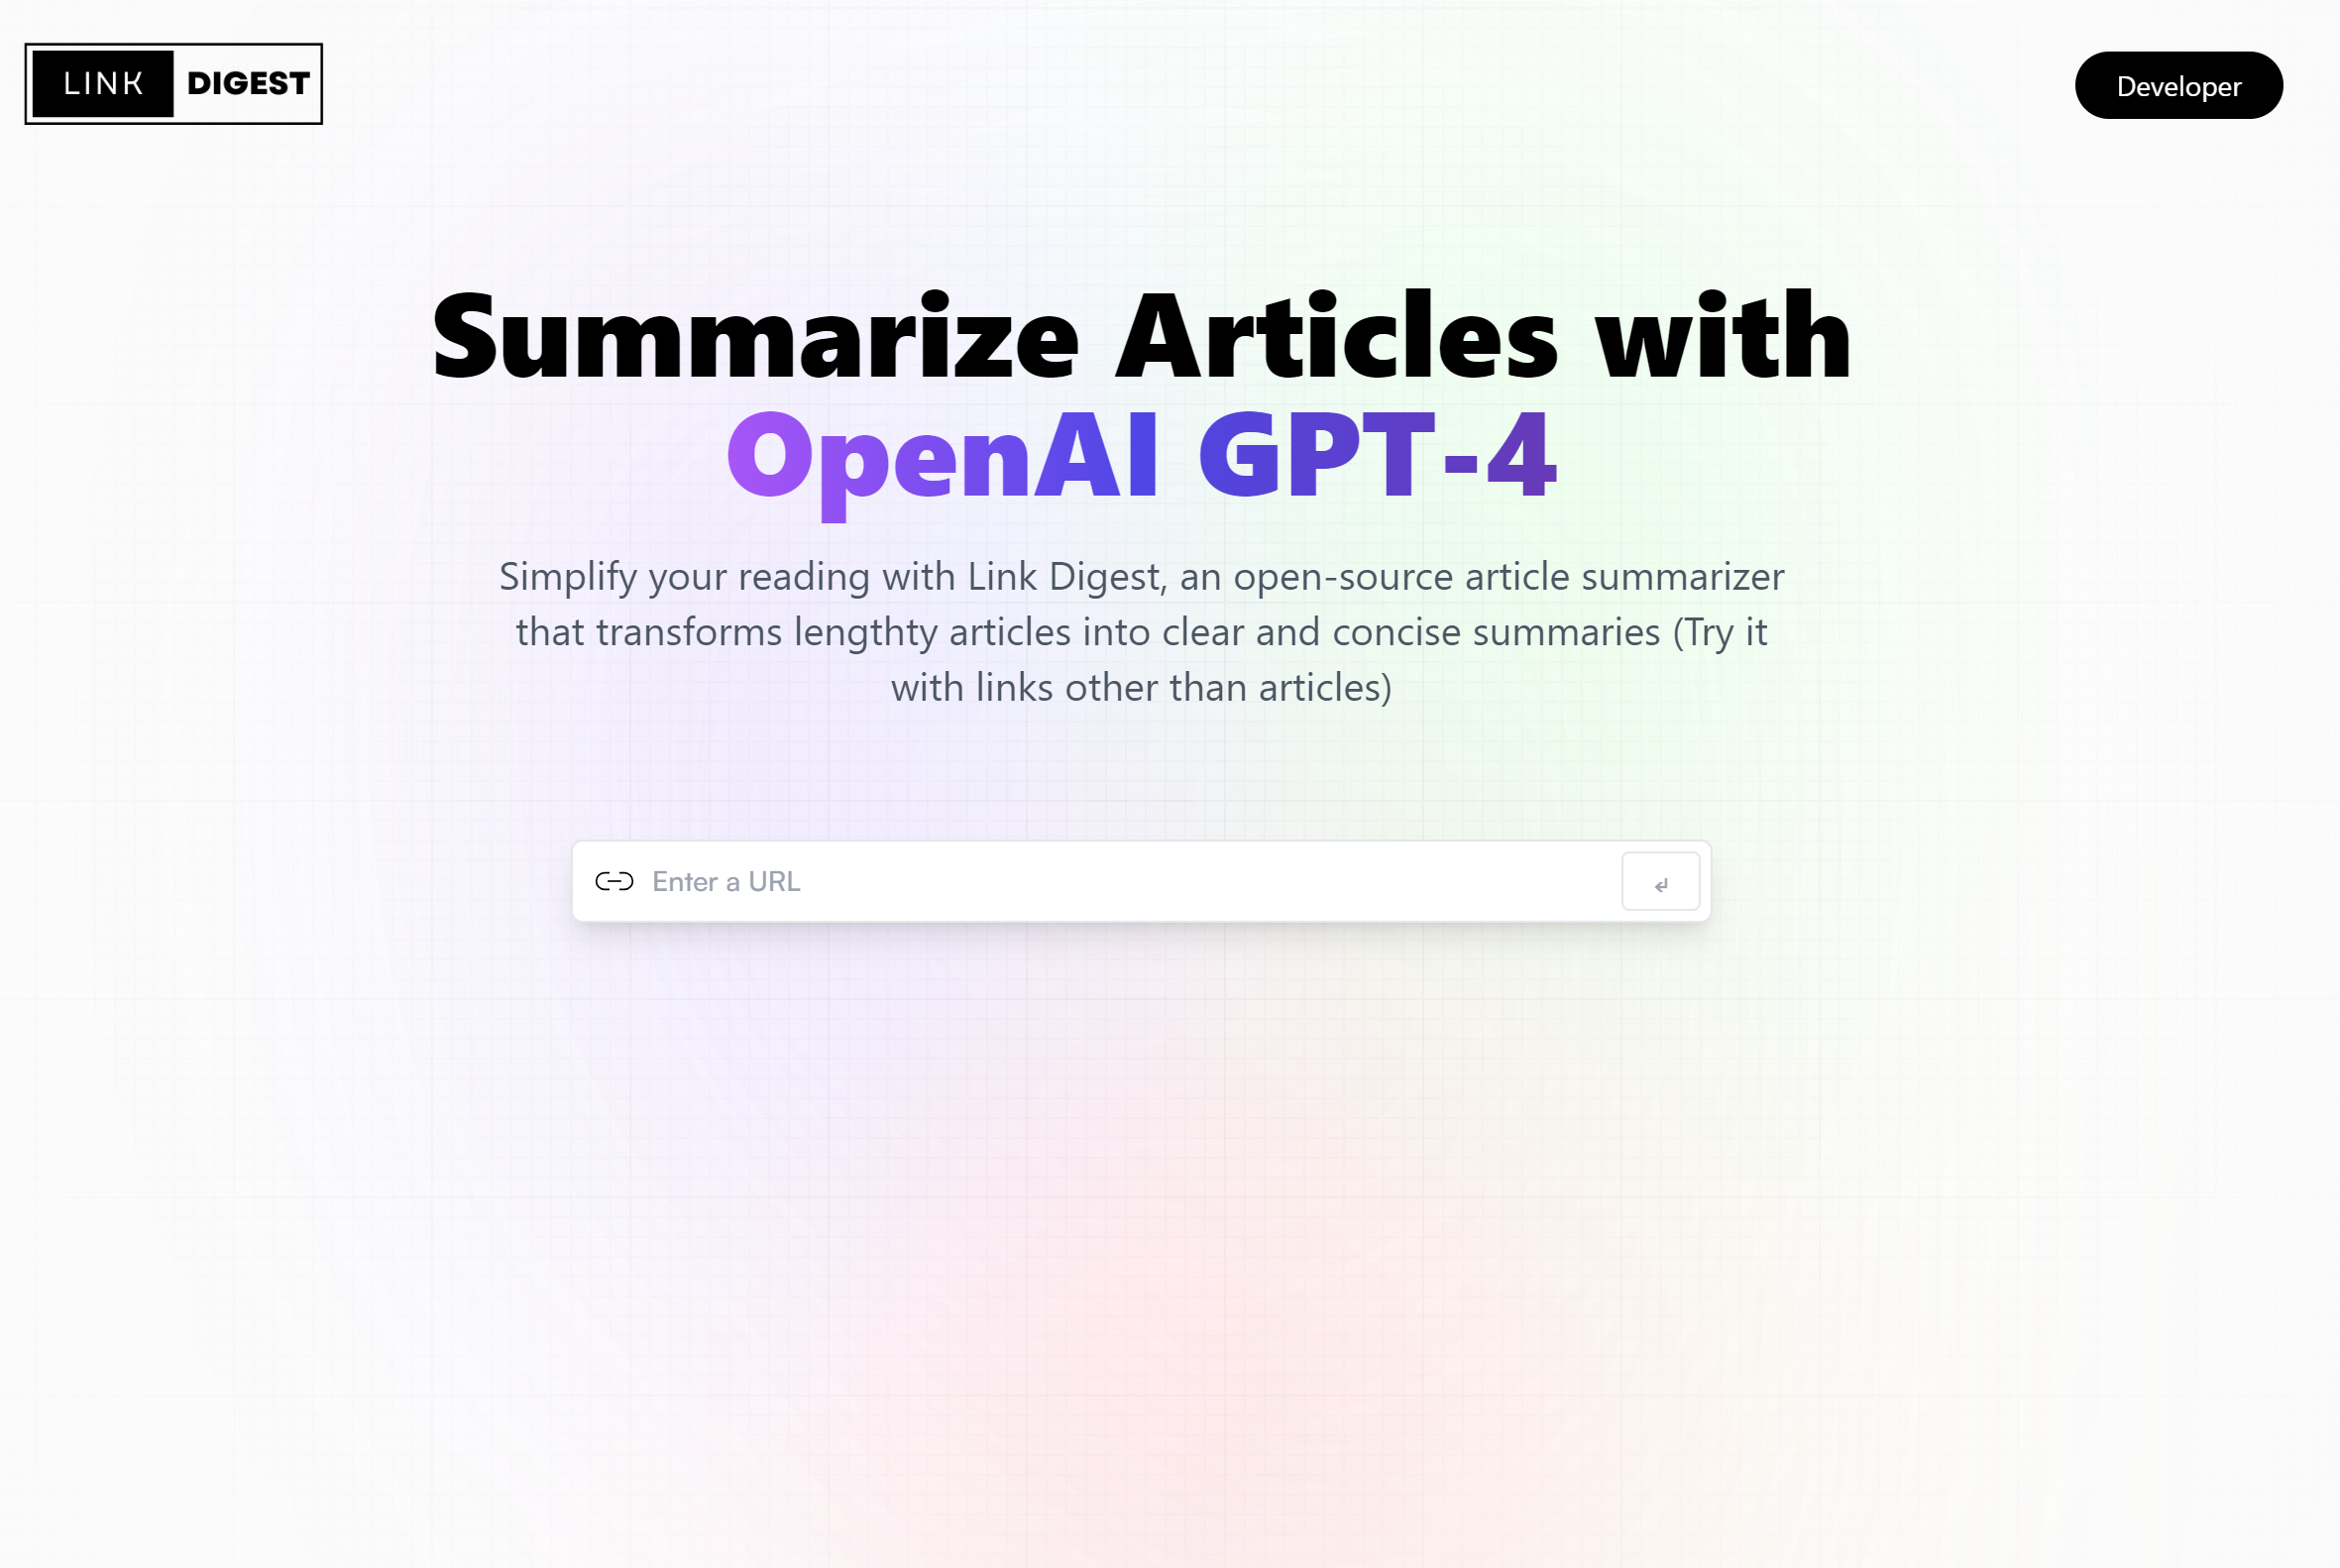 LINK DIGEST
Developer
Summarize Articles with
OpenAI GPT-4
Simplify your reading with Link Digest, an open-source article summarizer
that transforms lengthty articles into clear and concise summaries (Try it
with links other than articles)
Enter a URL
↲